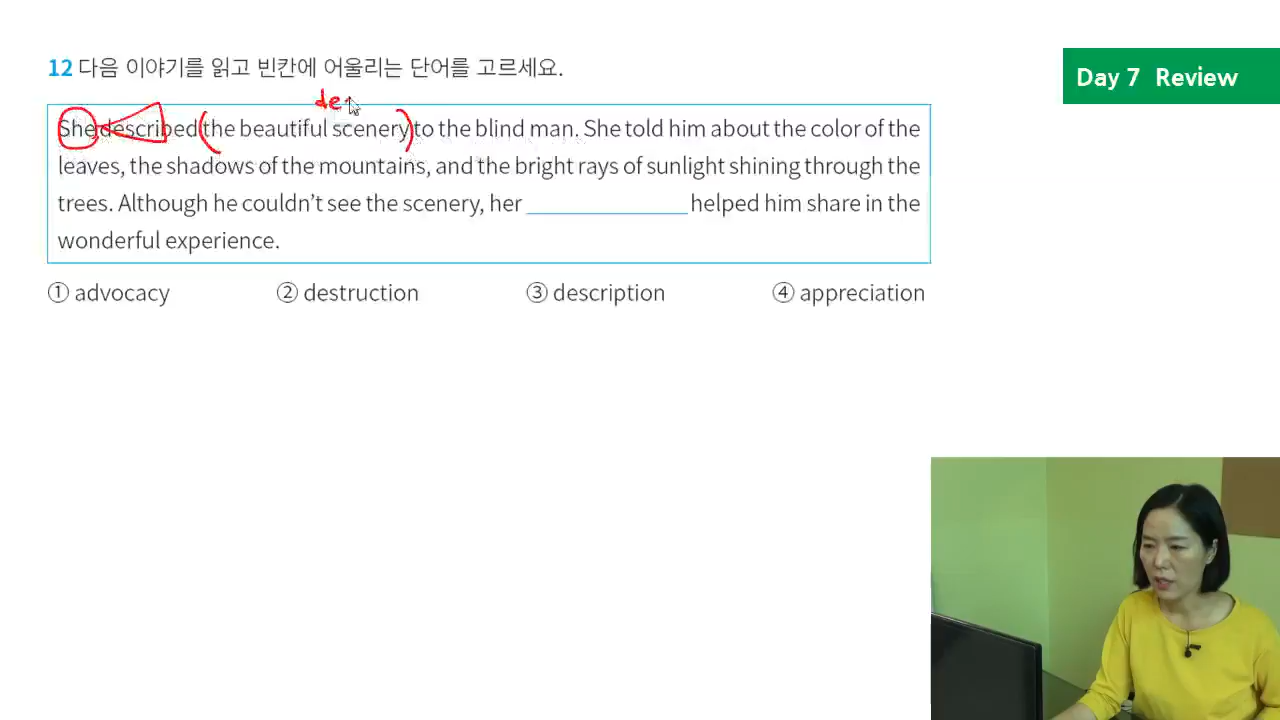 12 다음 이야기를 읽고 빈칸에 어울리는 단어를 고르세요.
Day 7 Review
de
She described the beautiful scenery to the blind man. She told him about the color of the
leaves, the shadows of the mountains, and the bright rays of sunlight shining through the
trees. Although he couldn't see the scenery, her ______________ helped him share in the
wonderful experience.
① advocacy ② destruction ③ description ④ appreciation